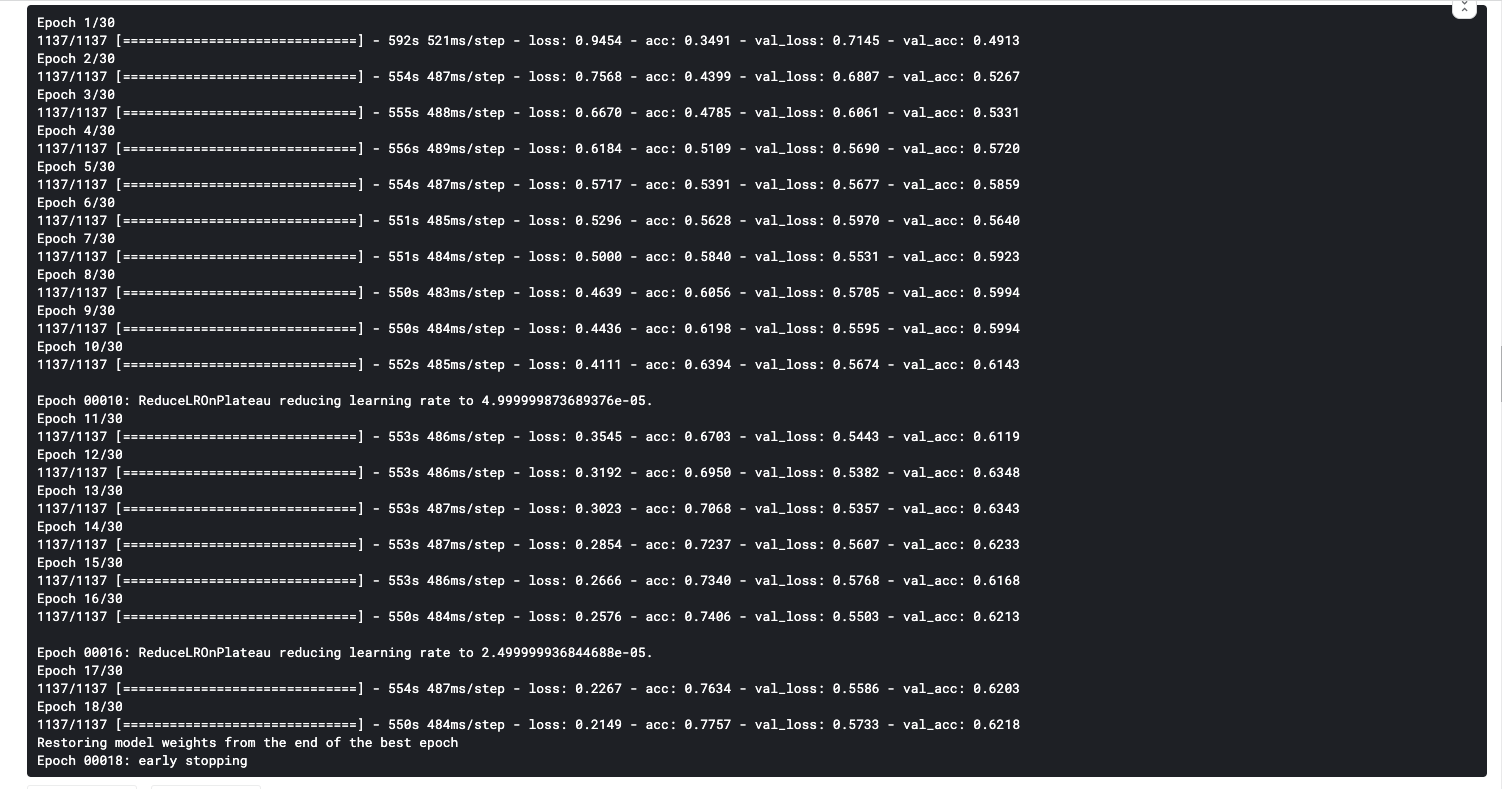 Epoch 1/30
1137/1137 [==============================] - 592s 521ms/step - loss: 0.9454 - acc: 0.3491 - val_loss: 0.7145 - val_acc: 0.4913
Epoch 2/30
1137/1137 [==============================] - 554s 487ms/step - loss: 0.7568 - acc: 0.4399 - val_loss: 0.6807 - val_acc: 0.5267
Epoch 3/30
1137/1137 [==============================] - 555s 488ms/step - loss: 0.6670 - acc: 0.4785 - val_loss: 0.6061 - val_acc: 0.5331
Epoch 4/30
1137/1137 [==============================] - 556s 489ms/step - loss: 0.6184 - acc: 0.5109 - val_loss: 0.5690 - val_acc: 0.5720
Epoch 5/30
1137/1137 [==============================] - 554s 487ms/step - loss: 0.5717 - acc: 0.5391 - val_loss: 0.5677 - val_acc: 0.5859
Epoch 6/30
1137/1137 [==============================] - 551s 485ms/step - loss: 0.5296 - acc: 0.5628 - val_loss: 0.5970 - val_acc: 0.5640
Epoch 7/30
1137/1137 [==============================] - 551s 484ms/step - loss: 0.5000 - acc: 0.5840 - val_loss: 0.5531 - val_acc: 0.5923
Epoch 8/30
1137/1137 [==============================] - 550s 483ms/step - loss: 0.4639 - acc: 0.6056 - val_loss: 0.5705 - val_acc: 0.5994
Epoch 9/30
1137/1137 [==============================] - 550s 484ms/step - loss: 0.4436 - acc: 0.6198 - val_loss: 0.5595 - val_acc: 0.5994
Epoch 10/30
1137/1137 [==============================] - 552s 485ms/step - loss: 0.4111 - acc: 0.6394 - val_loss: 0.5674 - val_acc: 0.6143
Epoch 00010: ReduceLROnPlateau reducing learning rate to 4.999999873689376e-05.
Epoch 11/30
1137/1137 [==============================] - 553s 486ms/step - loss: 0.3545 - acc: 0.6703 - val_loss: 0.5443 - val_acc: 0.6119
Epoch 12/30
1137/1137 [==============================] - 553s 486ms/step - loss: 0.3192 - acc: 0.6950 - val_loss: 0.5382 - val_acc: 0.6348
Epoch 13/30
1137/1137 [==============================] - 553s 487ms/step - loss: 0.3023 - acc: 0.7068 - val_loss: 0.5357 - val_acc: 0.6343
Epoch 14/30
1137/1137 [==============================] - 553s 487ms/step - loss: 0.2854 - acc: 0.7237 - val_loss: 0.5607 - val_acc: 0.6233
Epoch 15/30
1137/1137 [==============================] - 553s 486ms/step - loss: 0.2666 - acc: 0.7340 - val_loss: 0.5768 - val_acc: 0.6168
Epoch 16/30
1137/1137 [==============================] - 550s 484ms/step - loss: 0.2576 - acc: 0.7406 - val_loss: 0.5503 - val_acc: 0.6213
Epoch 00016: ReduceLROnPlateau reducing learning rate to 2.499999936844688e-05.
Epoch 17/30
1137/1137 [==============================] - 554s 487ms/step - loss: 0.2267 - acc: 0.7634 - val_loss: 0.5586 - val_acc: 0.6203
Epoch 18/30
1137/1137 [==============================] - 550s 484ms/step - loss: 0.2149 - acc: 0.7757 - val_loss: 0.5733 - val_acc: 0.6218
Restoring model weights from the end of the best epoch
Epoch 00018: early stopping